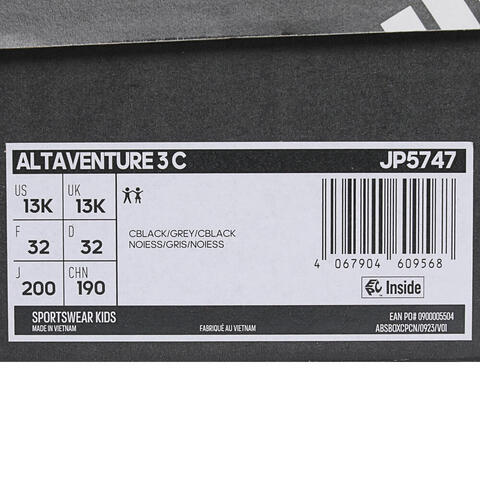 ALTAVENTURE 3 C JP5747
US 13K UK 13K
F 32 D 32
J 200 CHN 190
CBLACK/GREY/CBLACK
NOIESS/GRIS/NOIESS
4 067904 609568
Inside
SPORTSWEAR KIDS
MADE IN VIETNAM FABRIQUÉ AU VIETNAM
EAN PO# 0900005504
ABSBOXCPCN/0923/V01